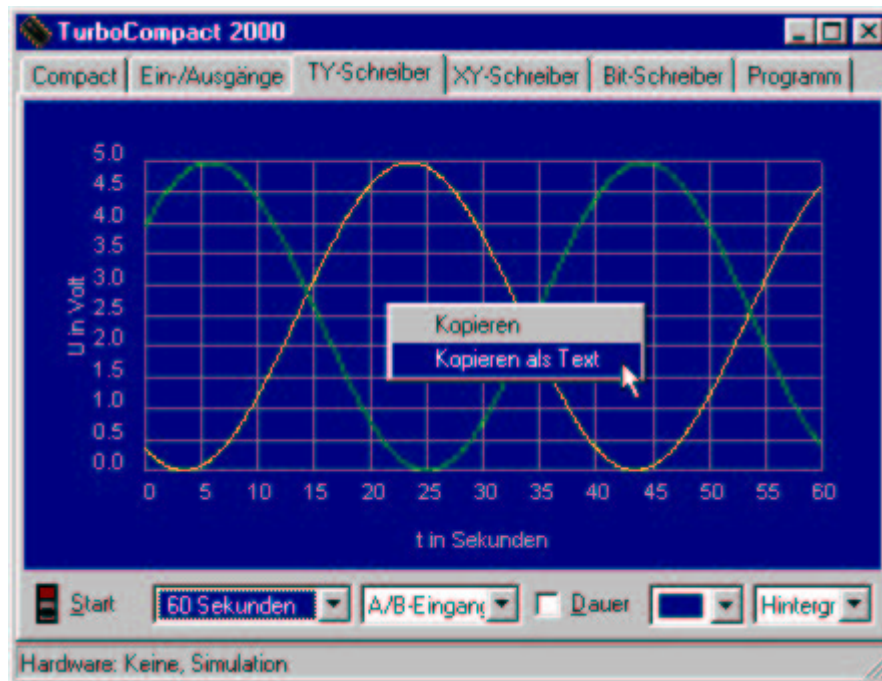 TurboCompact 2000
Compact Ein-/Ausgänge TY-Schreiber XY-Schreiber Bit-Schreiber Programm
5.0
4.5
4.0
3.5
3.0
2.5
2.0
1.5
1.0
0.5
0.0
U in Volt
Kopieren
Kopieren als Text
0 5 10 15 20 25 30 35 40 45 50 55 60
t in Sekunden
Start 60 Sekunden A/B-Eingang Dauer Hintergr
Hardware: Keine, Simulation